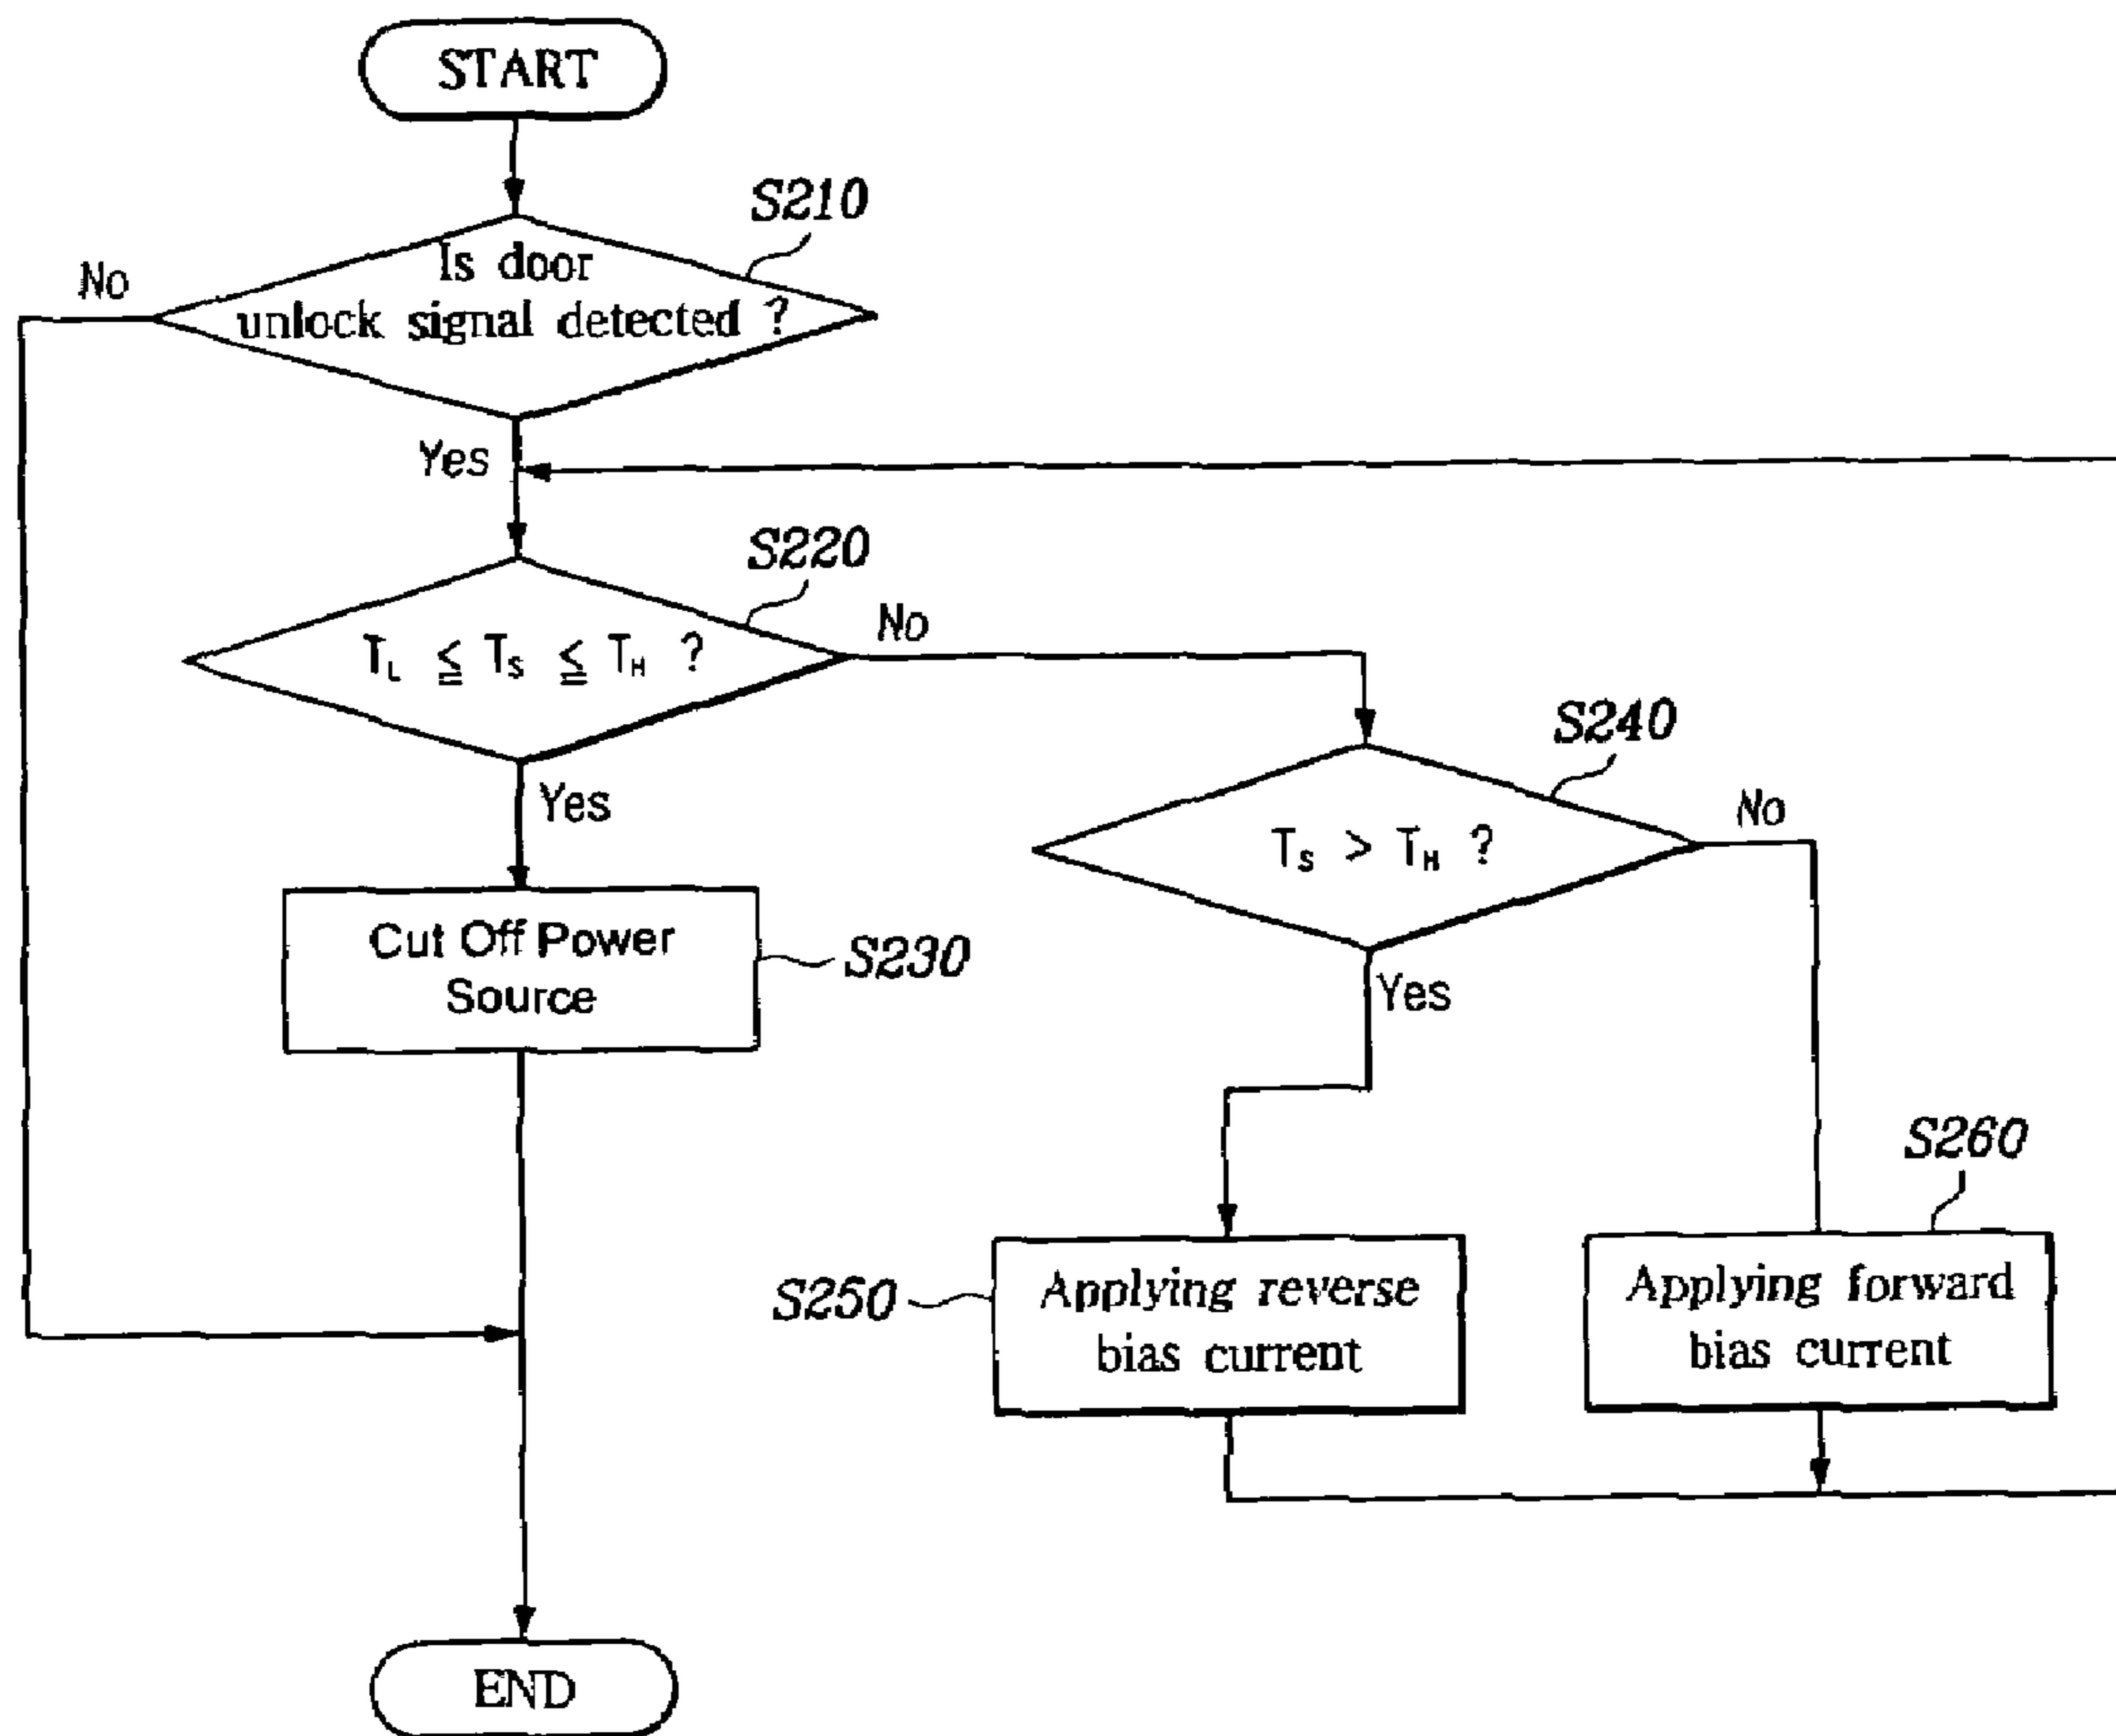 START
S210
No
Is door
unlock signal detected ?
Yes
S220
No
T_L ≦ T_S ≦ T_H ?
S240
Yes
No
T_S > T_H ?
Cut Off Power
Source
S230
Yes
S260
S250
Applying reverse
bias current
Applying forward
bias current
END